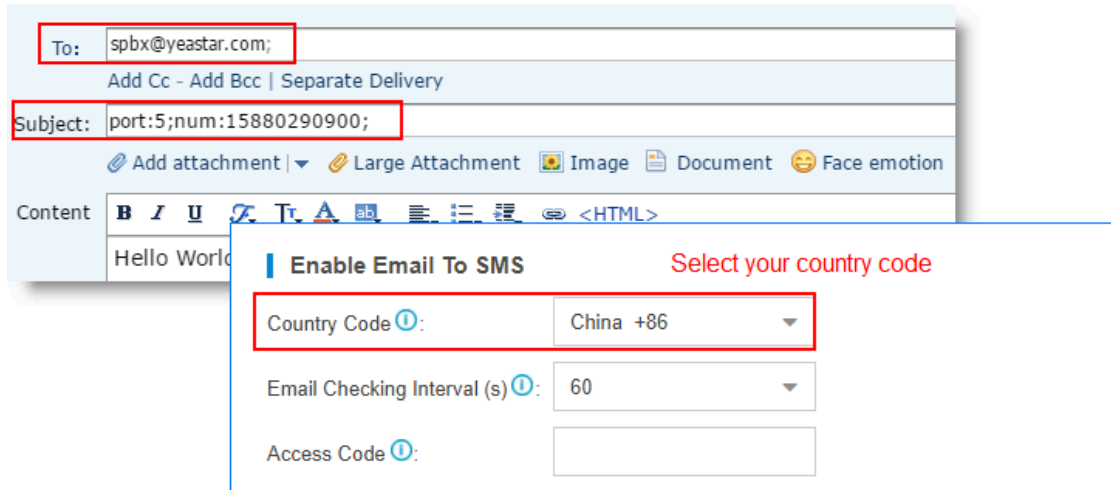 To: spbx@yeastar.com;
Add Cc - Add Bcc | Separate Delivery
Subject: port:5;num:15880290900;
Add attachment | Large Attachment Image Document Face emotion
Content B I U F Tт A ab <HTML>
Hello World
Enable Email To SMS Select your country code
Country Code : China +86
Email Checking Interval (s) : 60
Access Code :